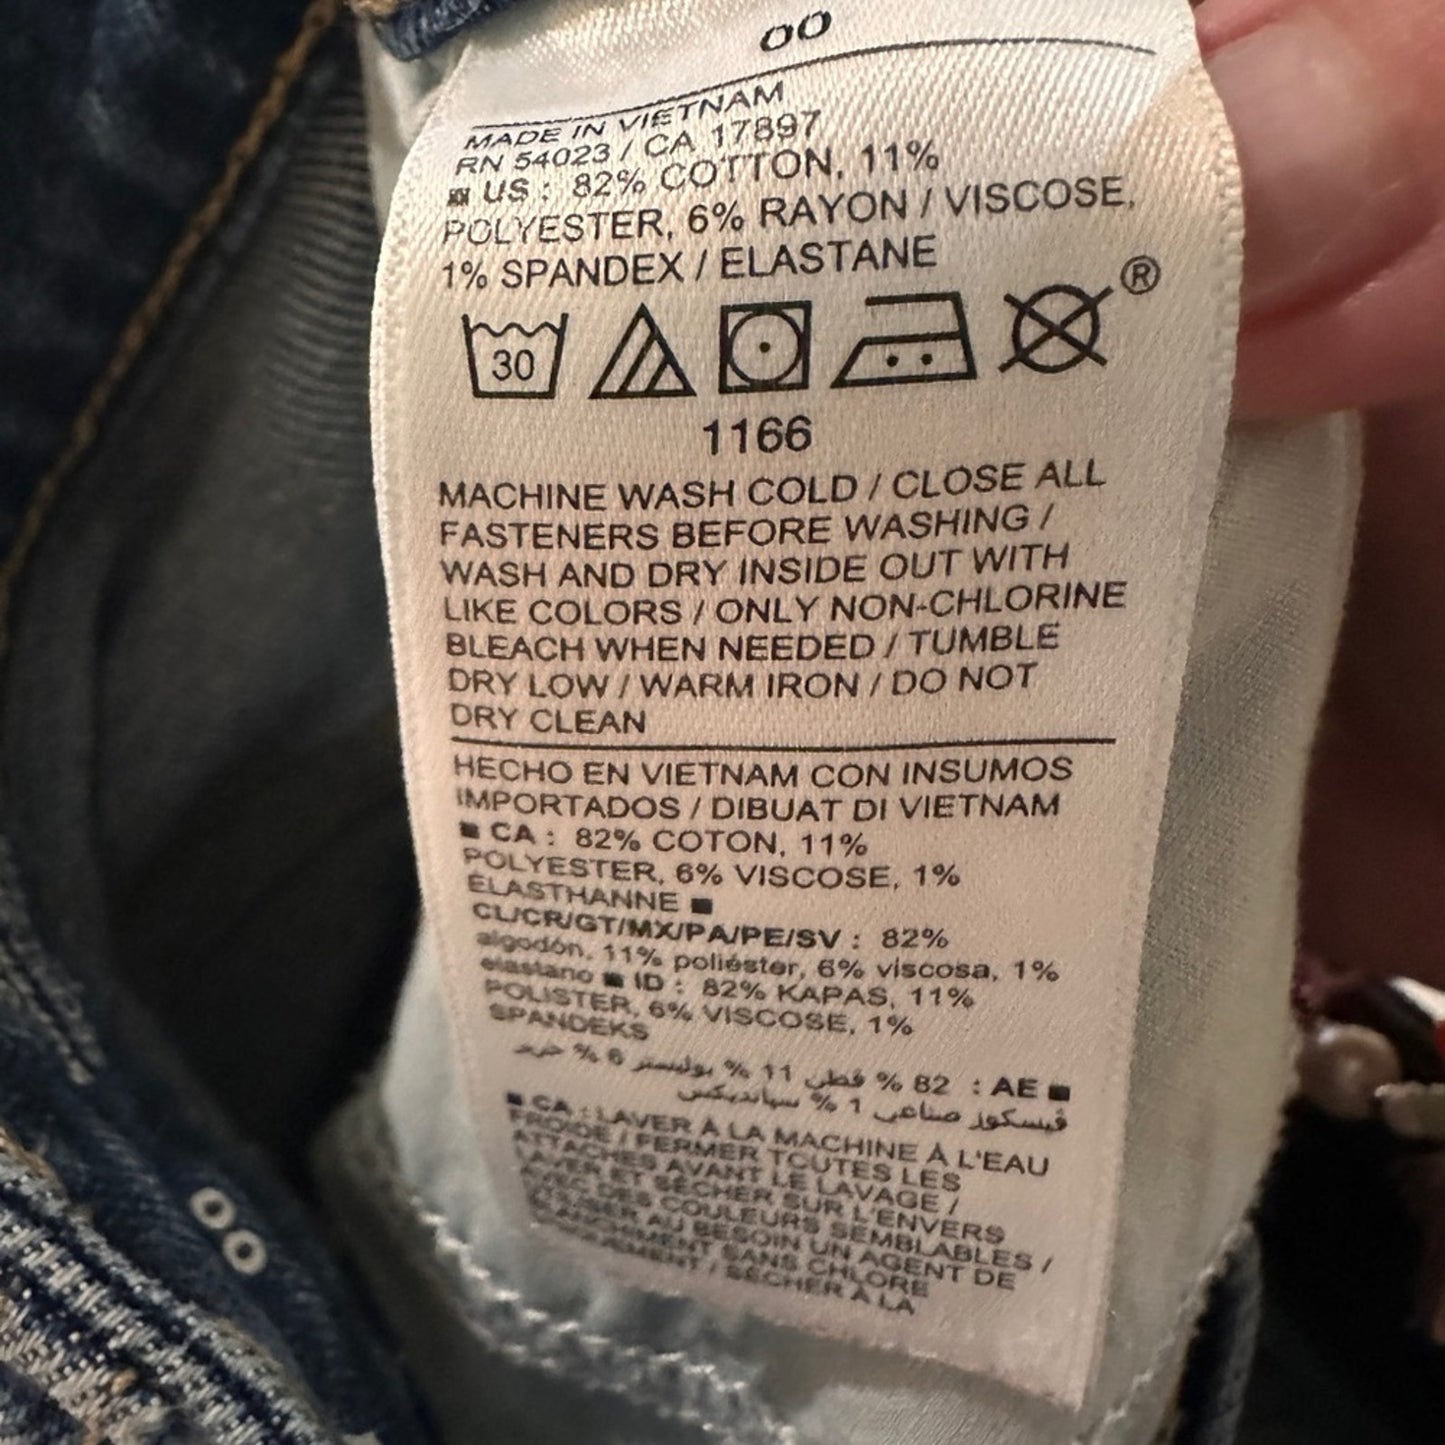 00
MADE IN VIETNAM
RN 54023 / CA 17897
US : 82% COTTON, 11%
POLYESTER, 6% RAYON / VISCOSE,
1% SPANDEX / ELASTANE
®
30
1166
MACHINE WASH COLD / CLOSE ALL
FASTENERS BEFORE WASHING /
WASH AND DRY INSIDE OUT WITH
LIKE COLORS / ONLY NON-CHLORINE
BLEACH WHEN NEEDED / TUMBLE
DRY LOW / WARM IRON / DO NOT
DRY CLEAN
HECHO EN VIETNAM CON INSUMOS
IMPORTADOS / DIBUAT DI VIETNAM
CA : 82% COTON, 11%
POLYESTER, 6% VISCOSE, 1%
ÉLASTHANNE
CL/CR/GT/MX/PA/PE/SV : 82%
algodón, 11% poliéster, 6% viscosa, 1%
elastano ID : 82% KAPAS, 11%
POLISTER, 6% VISCOSE, 1%
SPANDEKS
AE : 82 % قطن 11 % بوليستر 6 % حرير
فيسكوز صناعى 1 % سباندیکس
CA : LAVER À LA MACHINE À L'EAU
FROIDE / FERMER TOUTES LES
ATTACHES AVANT LE LAVAGE /
LAVER ET SÉCHER SUR L'ENVERS
AVEC DES COULEURS SEMBLABLES /
UTILISER AU BESOIN UN AGENT DE
BLANCHIMENT SANS CHLORE
UNIQUEMENT / SÉCHER À LA
00